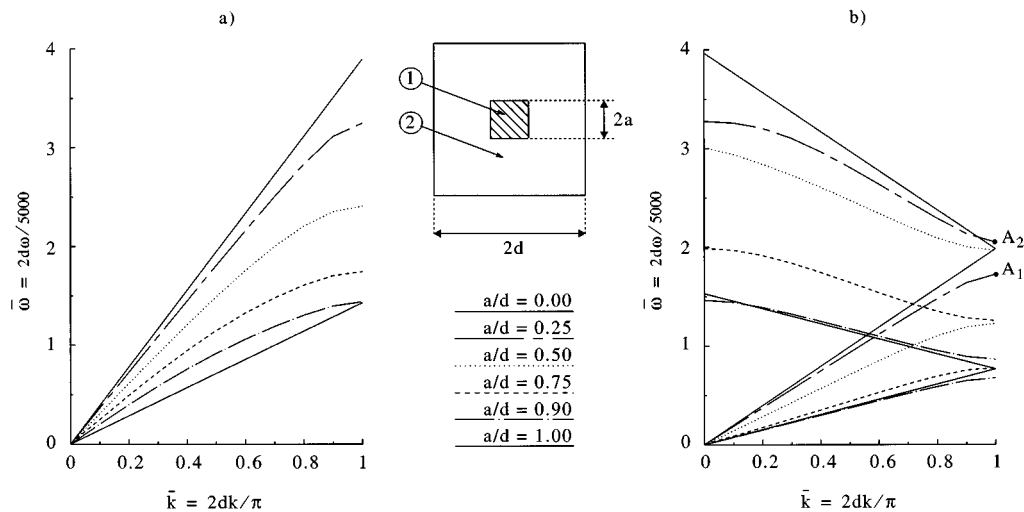 a)
4
3
2
1
0
ω̄ = 2dω/5000
0
0.2
0.4
0.6
0.8
1
k̄ = 2dk/π
1
2
2a
2d
a/d = 0.00
a/d = 0.25
a/d = 0.50
a/d = 0.75
a/d = 0.90
a/d = 1.00
b)
4
3
2
1
0
ω̄ = 2dω/5000
A₂
A₁
0
0.2
0.4
0.6
0.8
1
k̄ = 2dk/π